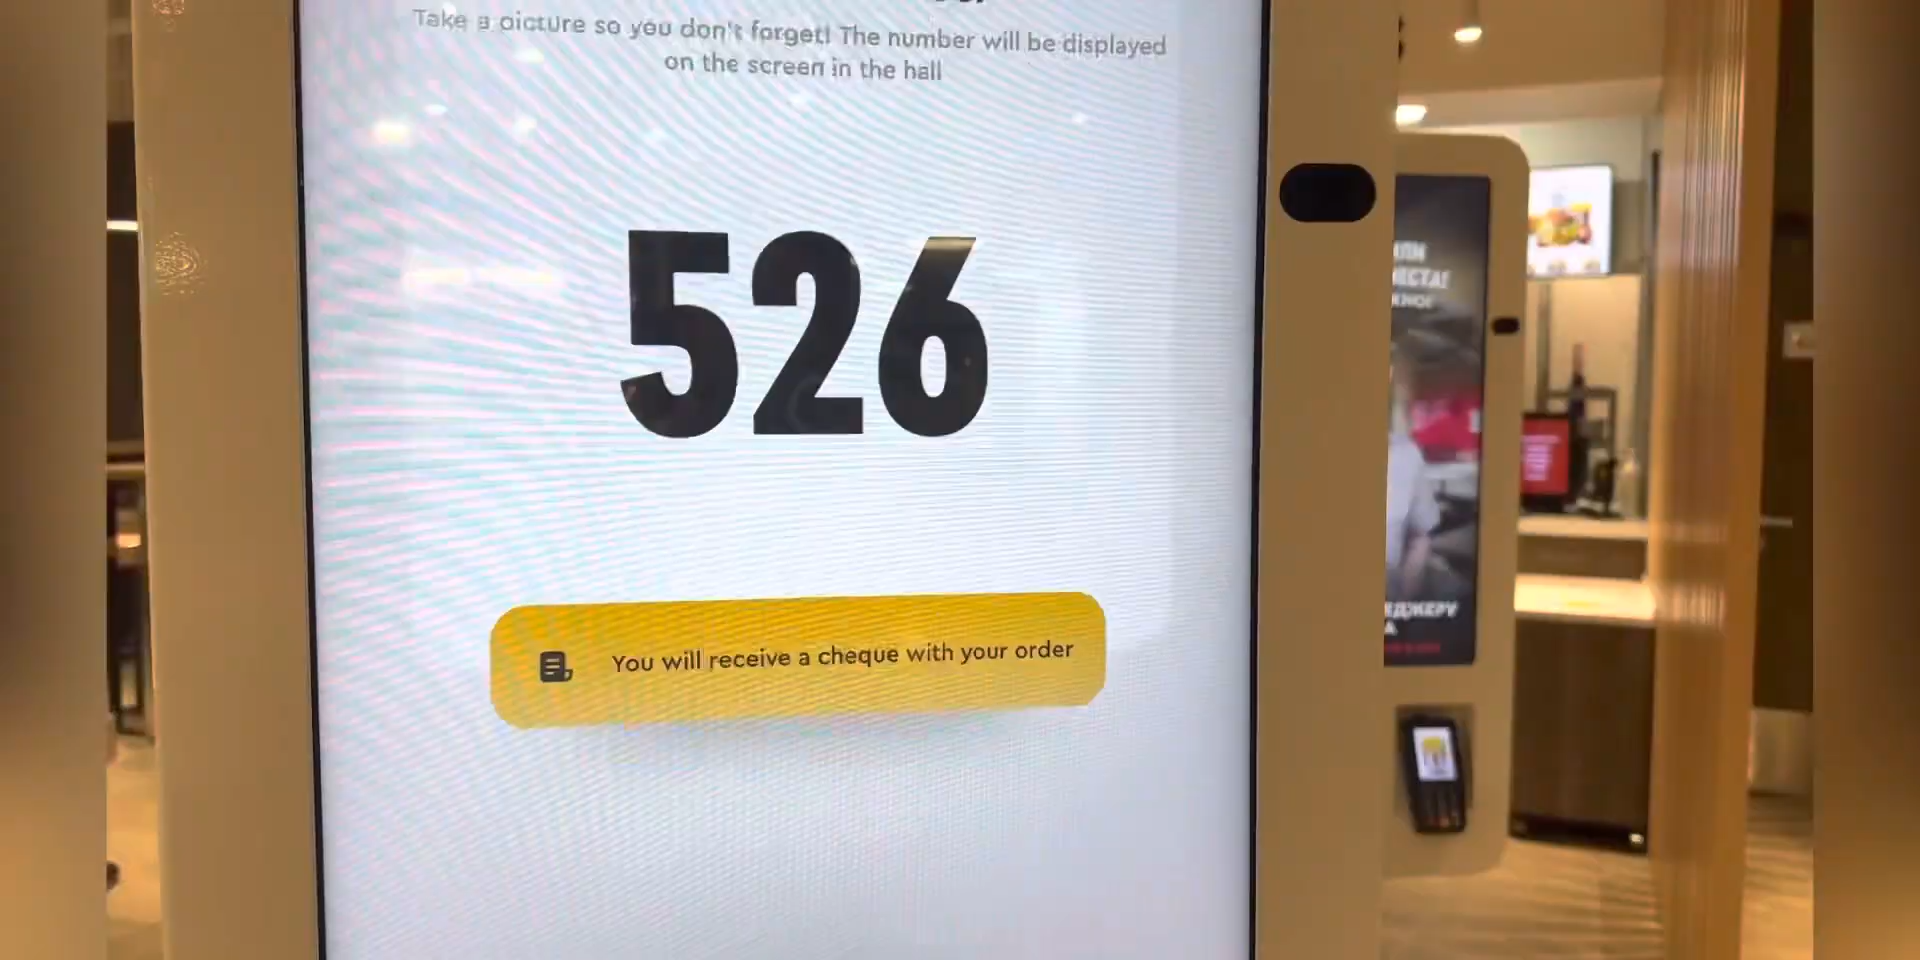 Take a picture so you don't forget! The number will be displayed
on the screen in the hall
526
You will receive a cheque with your order